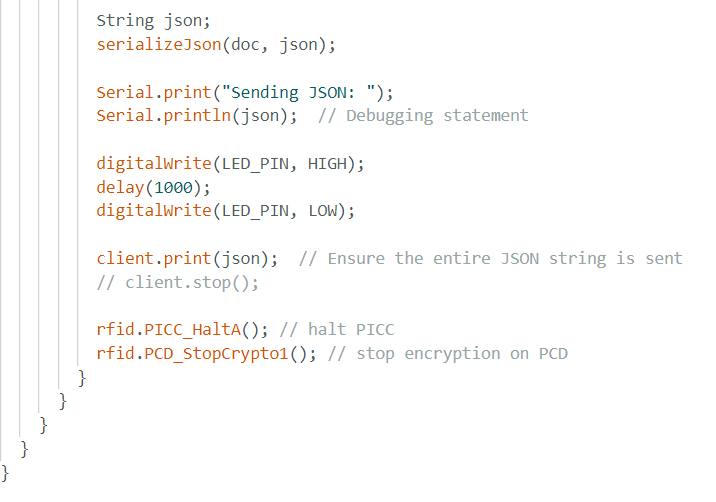 String json;
serializeJson(doc, json);
Serial.print("Sending JSON: ");
Serial.println(json);  // Debugging statement
digitalWrite(LED_PIN, HIGH);
delay(1000);
digitalWrite(LED_PIN, LOW);
client.print(json);  // Ensure the entire JSON string is sent
// client.stop();
rfid.PICC_HaltA(); // halt PICC
rfid.PCD_StopCrypto1(); // stop encryption on PCD
}
}
}
}
}